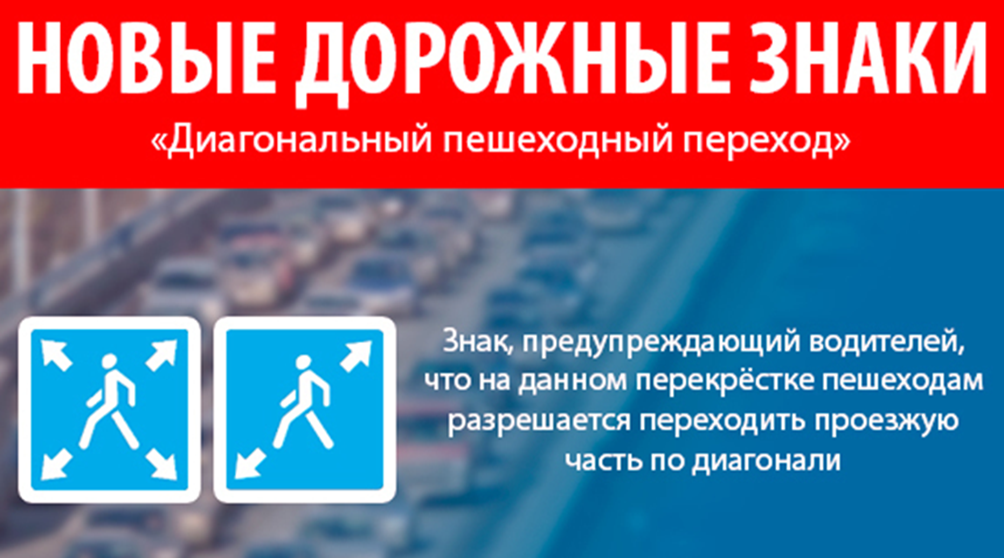 НОВЫЕ ДОРОЖНЫЕ ЗНАКИ
«Диагональный пешеходный переход»
Знак, предупреждающий водителей,
что на данном перекрёстке пешеходам
разрешается переходить проезжую
часть по диагонали